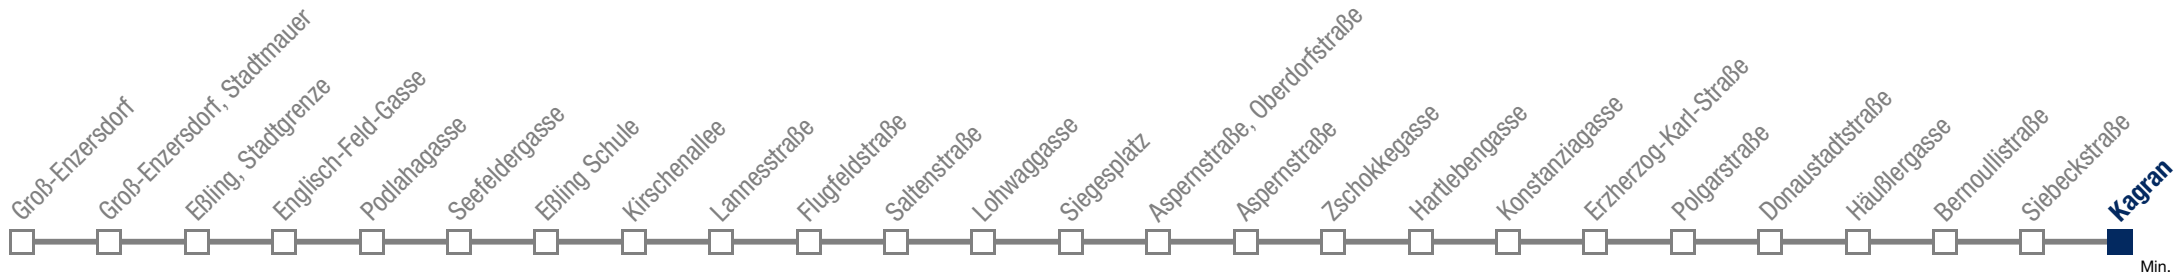 Groß-Enzersdorf
Groß-Enzersdorf, Stadtmauer
Eßling, Stadtgrenze
Englisch-Feld-Gasse
Podlahagasse
Seefeldergasse
Eßling Schule
Kirschenallee
Lannesstraße
Flugfeldstraße
Saltenstraße
Lohwaggasse
Siegesplatz
Aspernstraße, Oberdorfstraße
Aspernstraße
Zschokkegasse
Hartlebengasse
Konstanziagasse
Erzherzog-Karl-Straße
Polgarstraße
Donaustadtstraße
Häußlergasse
Bernoullistraße
Siebeckstraße
Kagran
Min.